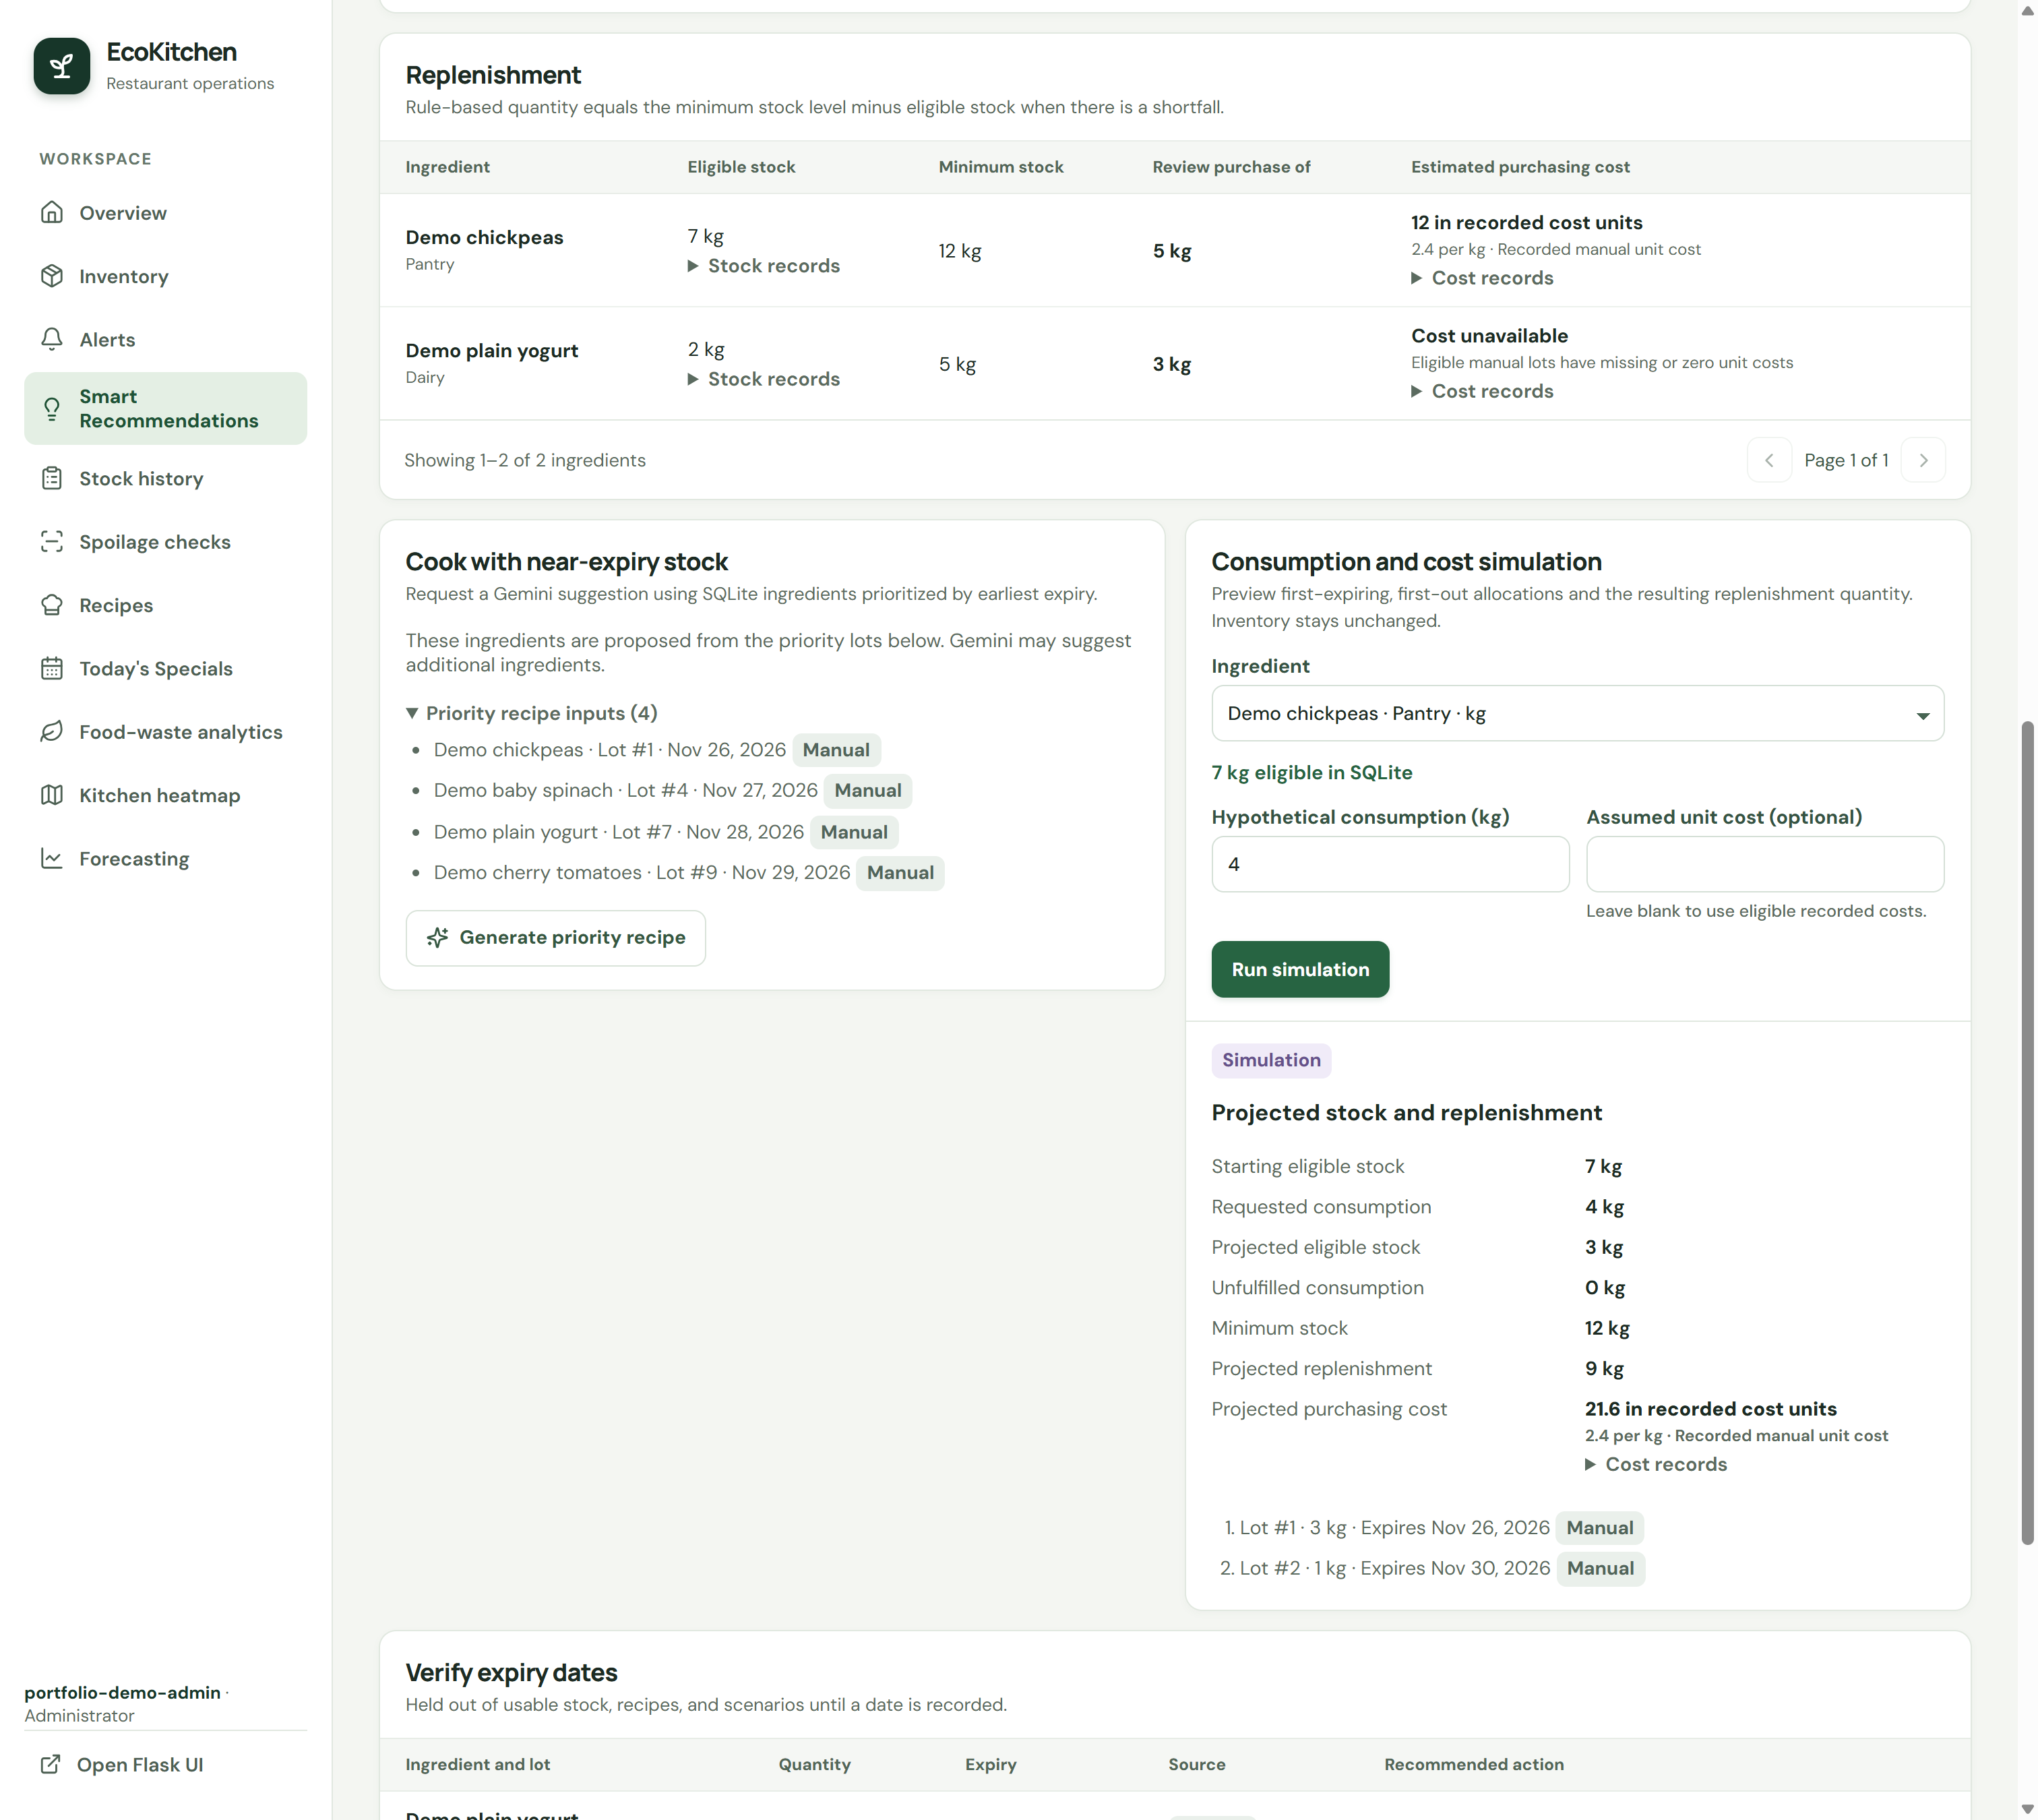 EcoKitchen
Restaurant operations
WORKSPACE
Overview
Inventory
Alerts
Smart
Recommendations
Stock history
Spoilage checks
Recipes
Today's Specials
Food-waste analytics
Kitchen heatmap
Forecasting
portfolio-demo-admin ·
Administrator
Open Flask UI
Replenishment
Rule-based quantity equals the minimum stock level minus eligible stock when there is a shortfall.
Ingredient Eligible stock Minimum stock Review purchase of Estimated purchasing cost
Demo chickpeas
Pantry
7 kg
Stock records
12 kg
5 kg
12 in recorded cost units
2.4 per kg · Recorded manual unit cost
Cost records
Demo plain yogurt
Dairy
2 kg
Stock records
5 kg
3 kg
Cost unavailable
Eligible manual lots have missing or zero unit costs
Cost records
Showing 1–2 of 2 ingredients
Page 1 of 1
Cook with near-expiry stock
Request a Gemini suggestion using SQLite ingredients prioritized by earliest expiry.
These ingredients are proposed from the priority lots below. Gemini may suggest
additional ingredients.
Priority recipe inputs (4)
Demo chickpeas · Lot #1 · Nov 26, 2026 Manual
Demo baby spinach · Lot #4 · Nov 27, 2026 Manual
Demo plain yogurt · Lot #7 · Nov 28, 2026 Manual
Demo cherry tomatoes · Lot #9 · Nov 29, 2026 Manual
Generate priority recipe
Consumption and cost simulation
Preview first-expiring, first-out allocations and the resulting replenishment quantity.
Inventory stays unchanged.
Ingredient
Demo chickpeas · Pantry · kg
7 kg eligible in SQLite
Hypothetical consumption (kg)
4
Assumed unit cost (optional)
Leave blank to use eligible recorded costs.
Run simulation
Simulation
Projected stock and replenishment
Starting eligible stock 7 kg
Requested consumption 4 kg
Projected eligible stock 3 kg
Unfulfilled consumption 0 kg
Minimum stock 12 kg
Projected replenishment 9 kg
Projected purchasing cost 21.6 in recorded cost units
2.4 per kg · Recorded manual unit cost
Cost records
1. Lot #1 · 3 kg · Expires Nov 26, 2026 Manual
2. Lot #2 · 1 kg · Expires Nov 30, 2026 Manual
Verify expiry dates
Held out of usable stock, recipes, and scenarios until a date is recorded.
Ingredient and lot Quantity Expiry Source Recommended action
Demo plain yogurt